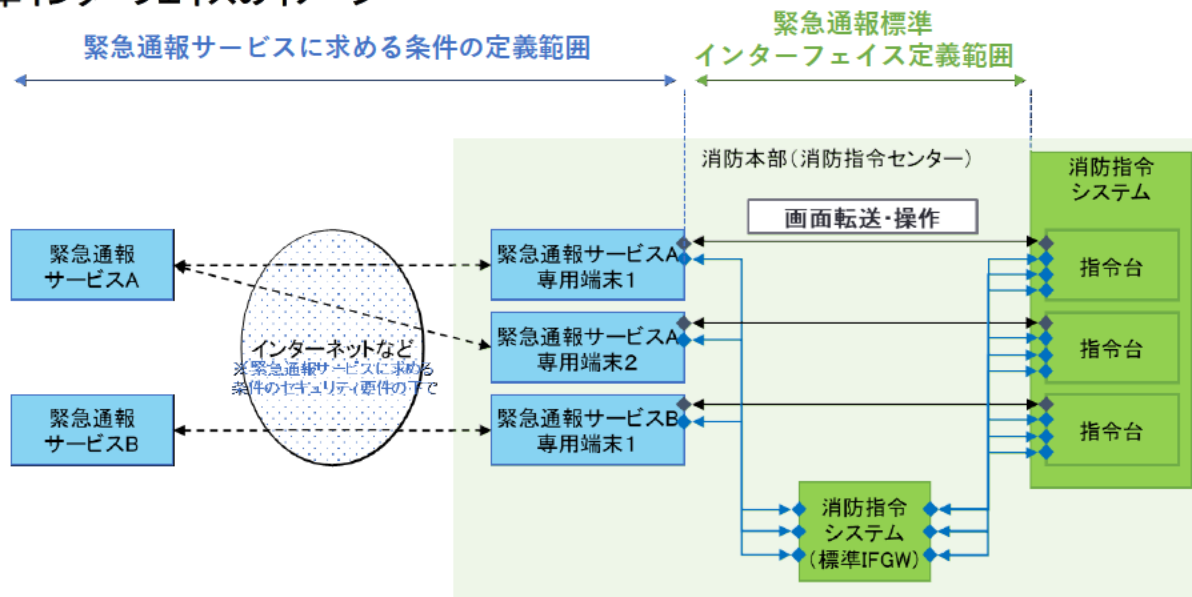 緊急通報サービスに求める条件の定義範囲
緊急通報標準
インターフェイス定義範囲
消防本部(消防指令センター)
消防指令
システム
画面転送・操作
緊急通報
サービスA
緊急通報サービスA
専用端末1
指令台
インターネットなど
※緊急通報サービスに求める
条件のセキュリティ要件の下で
緊急通報サービスA
専用端末2
指令台
緊急通報
サービスB
緊急通報サービスB
専用端末1
指令台
消防指令
システム
(標準IFGW)